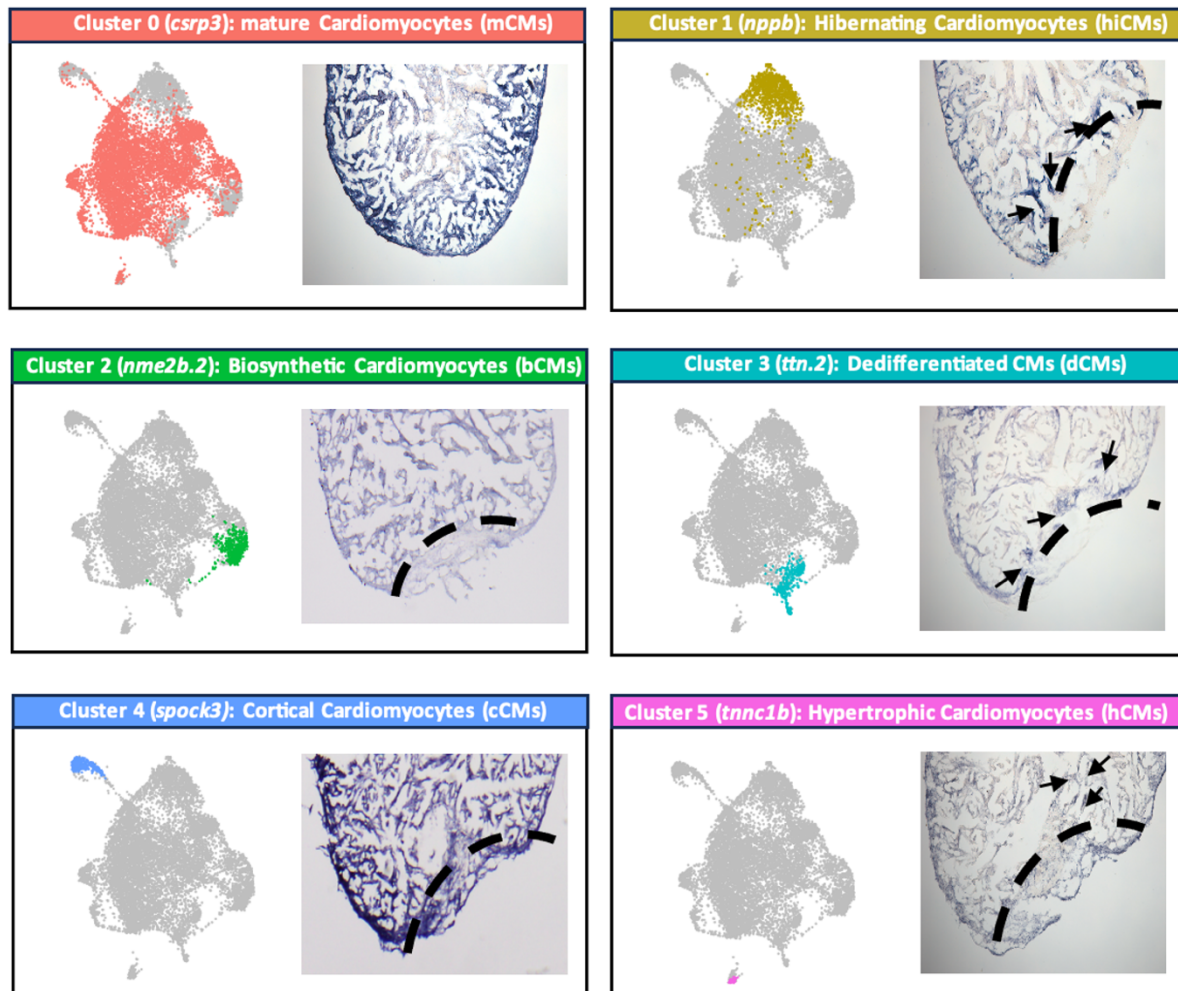 Cluster 0 (csrp3): mature Cardiomyocytes (mCMs)
Cluster 1 (nppb): Hibernating Cardiomyocytes (hiCMs)
Cluster 2 (nme2b.2): Biosynthetic Cardiomyocytes (bCMs)
Cluster 3 (ttn.2): Dedifferentiated CMs (dCMs)
Cluster 4 (spock3): Cortical Cardiomyocytes (cCMs)
Cluster 5 (tnnc1b): Hypertrophic Cardiomyocytes (hCMs)